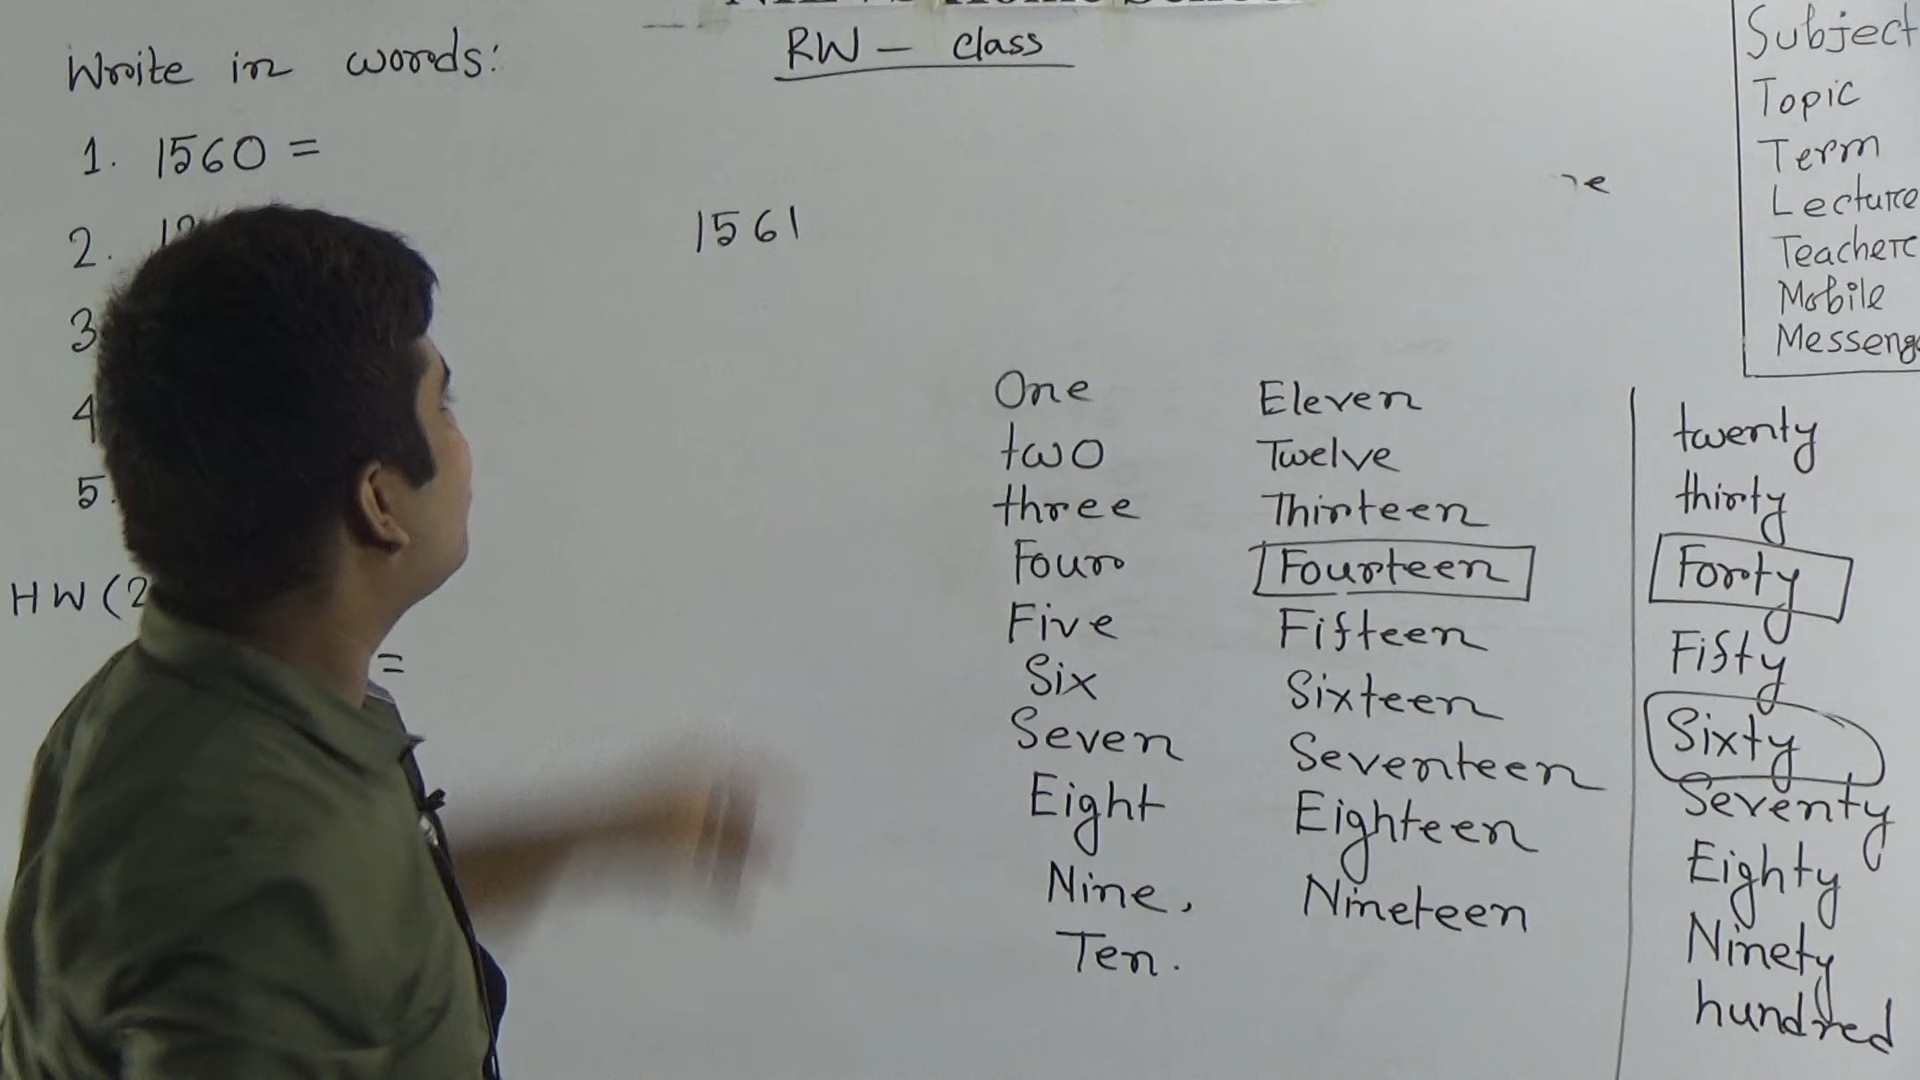 RW - class
Write in words:
1. 1560 =
2.
3
4
5.
HW (2
=
1561
One
two
three
Four
Five
Six
Seven
Eight
Nine,
Ten.
Eleven
Twelve
Thirteen
Fourteen
Fifteen
Sixteen
Seventeen
Eighteen
Nineteen
twenty
thirty
Forty
Fifty
Sixty
Seventy
Eighty
Ninety
hundred
Subject
Topic
Term
Lecture
Teacher
Mobile